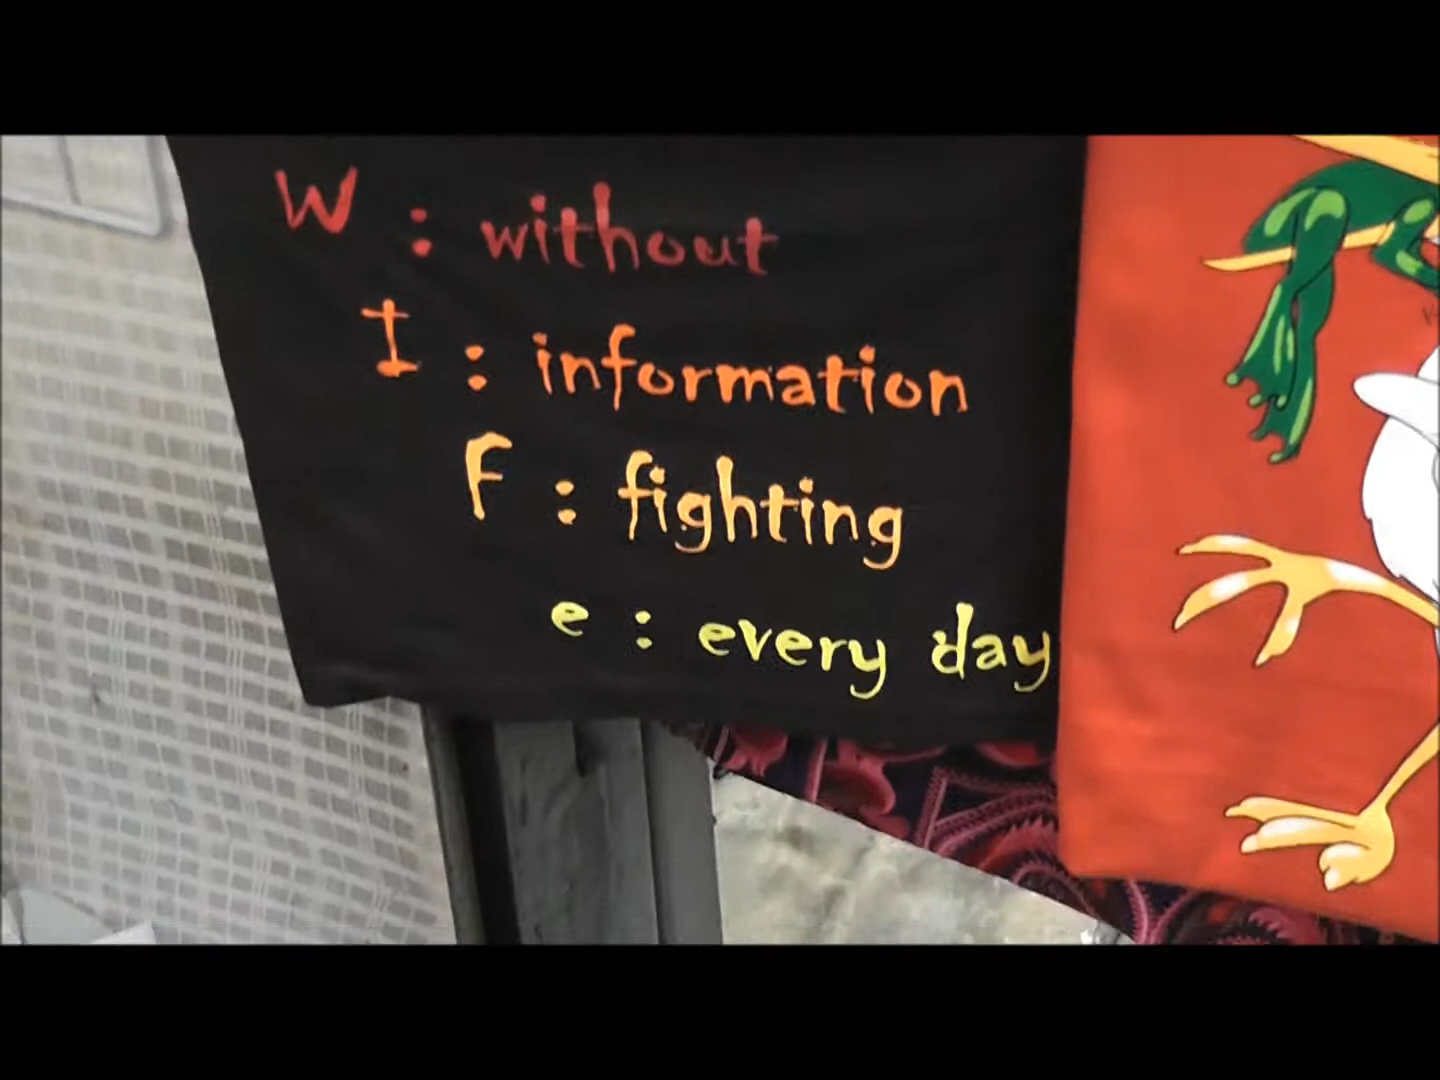 W : without
I : information
F : fighting
e : every day